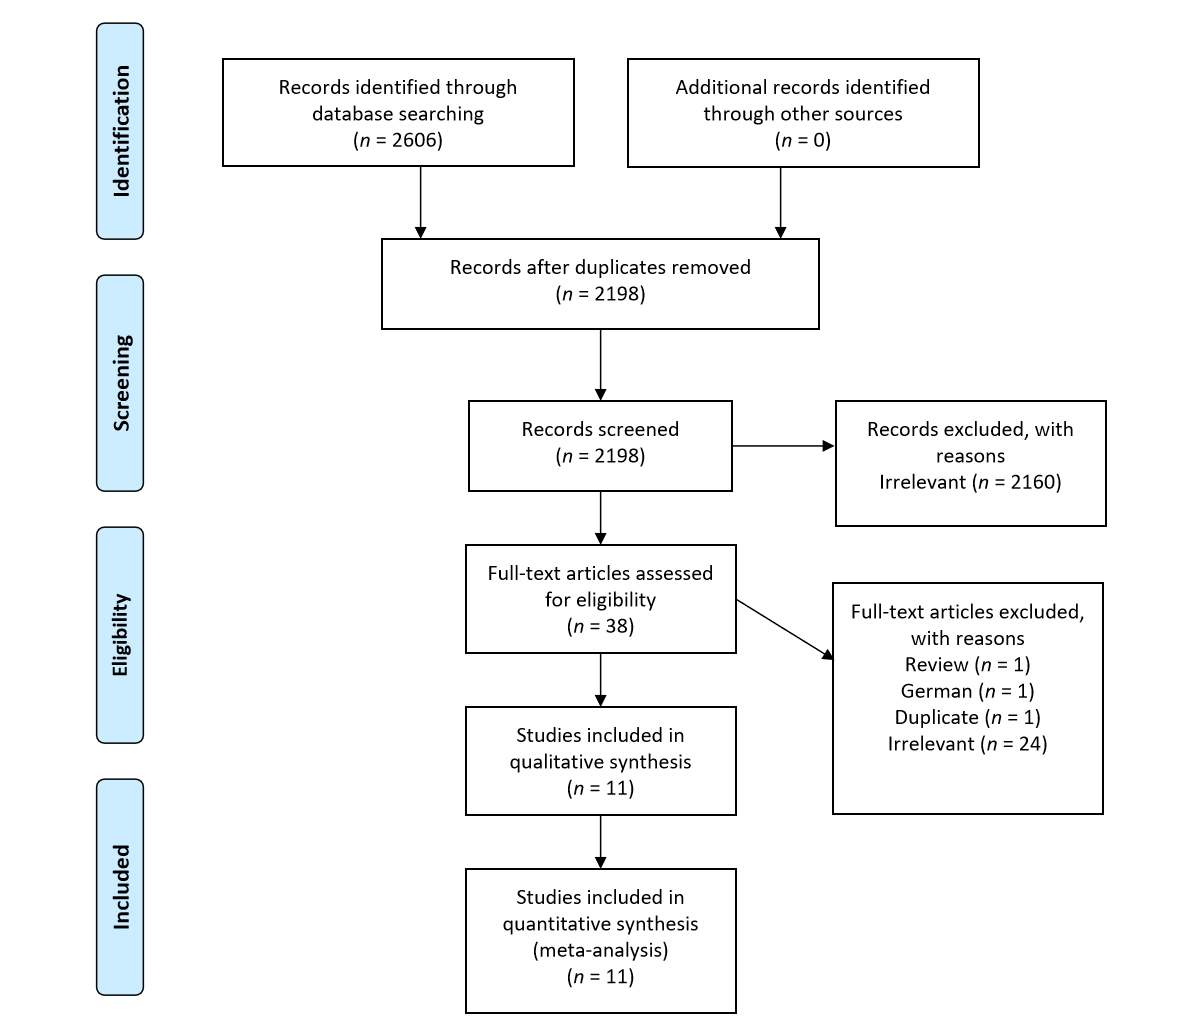 Identification
Records identified through
database searching
(n = 2606)
Additional records identified
through other sources
(n = 0)
Records after duplicates removed
(n = 2198)
Screening
Records screened
(n = 2198)
Records excluded, with
reasons
Irrelevant (n = 2160)
Eligibility
Full-text articles assessed
for eligibility
(n = 38)
Full-text articles excluded,
with reasons
Review (n = 1)
German (n = 1)
Duplicate (n = 1)
Irrelevant (n = 24)
Studies included in
qualitative synthesis
(n = 11)
Included
Studies included in
quantitative synthesis
(meta-analysis)
(n = 11)